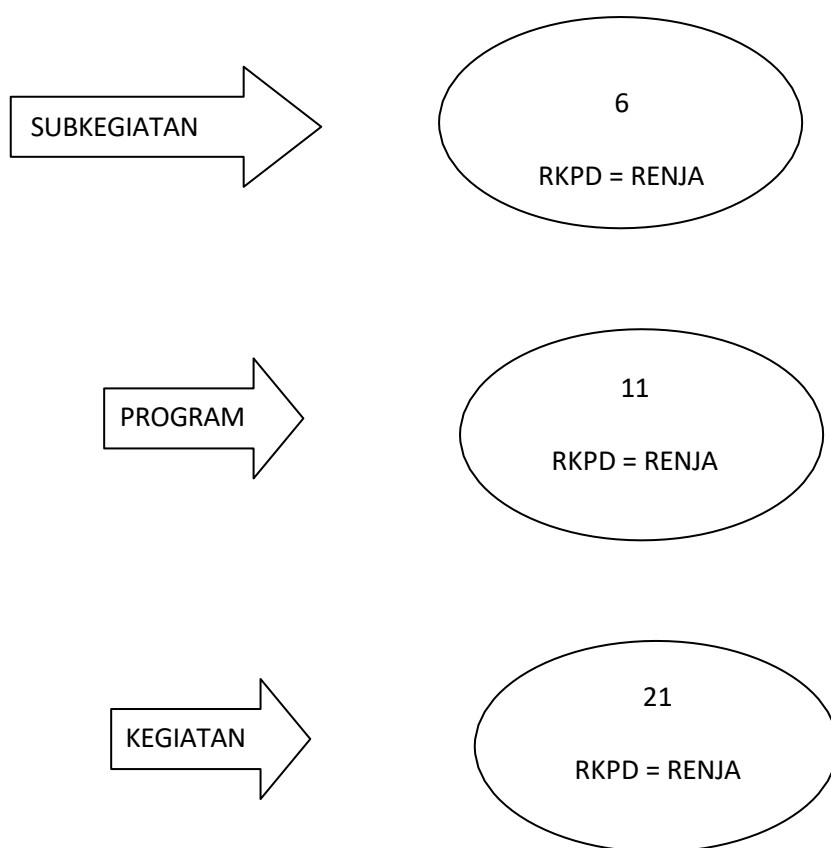 SUBKEGIATAN
6
RKPD = RENJA
PROGRAM
11
RKPD = RENJA
KEGIATAN
21
RKPD = RENJA